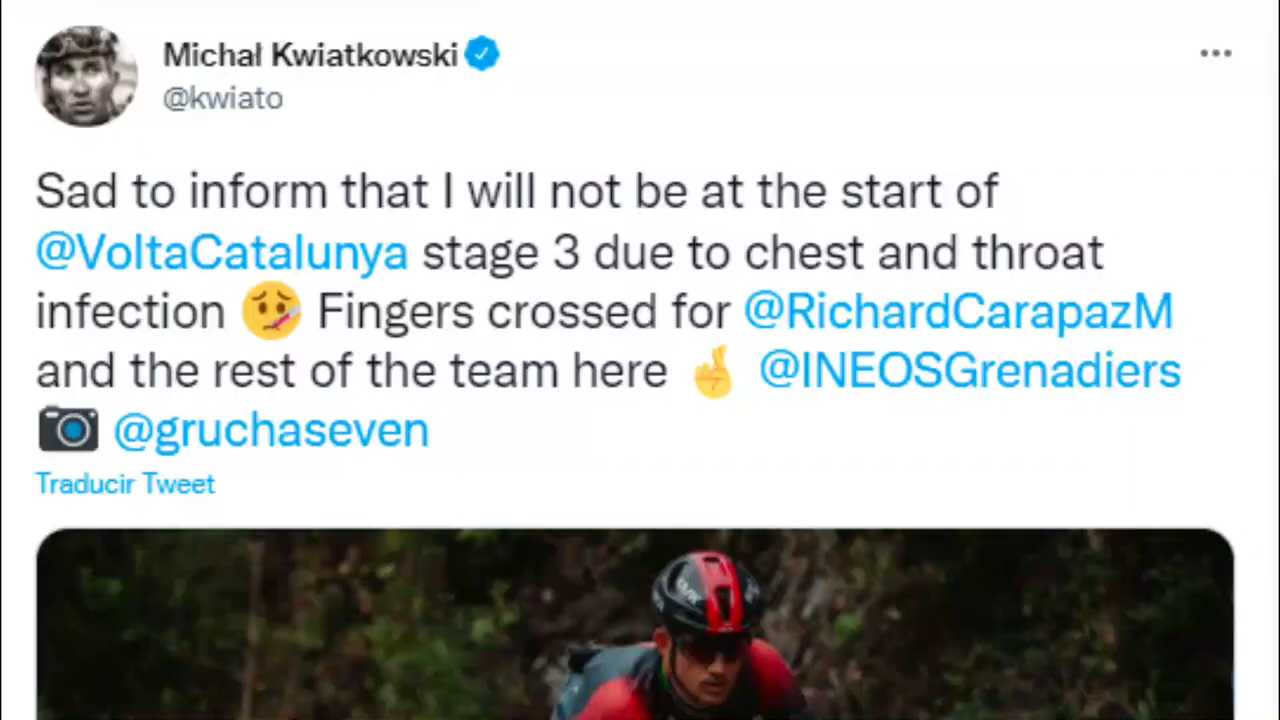 Michał Kwiatkowski
@kwiato
Sad to inform that I will not be at the start of
@VoltaCatalunya stage 3 due to chest and throat
infection 🤒 Fingers crossed for @RichardCarapazM
and the rest of the team here 🤞 @INEOSGrenadiers
📷 @gruchaseven
Traducir Tweet